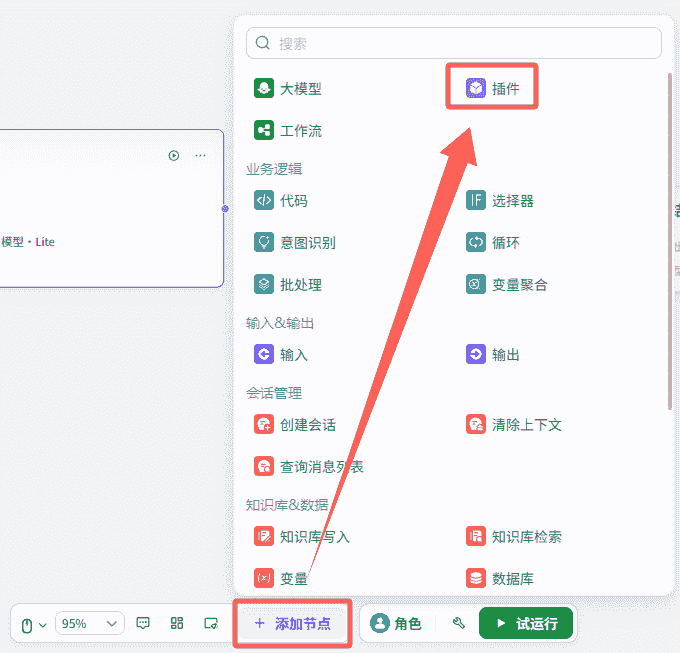 搜索
大模型
插件
工作流
业务逻辑
代码
选择器
意图识别
循环
批处理
变量聚合
模型·Lite
输入&输出
输入
输出
会话管理
创建会话
清除上下文
查询消息列表
知识库&数据
知识库写入
知识库检索
变量
数据库
95%
添加节点
角色
试运行